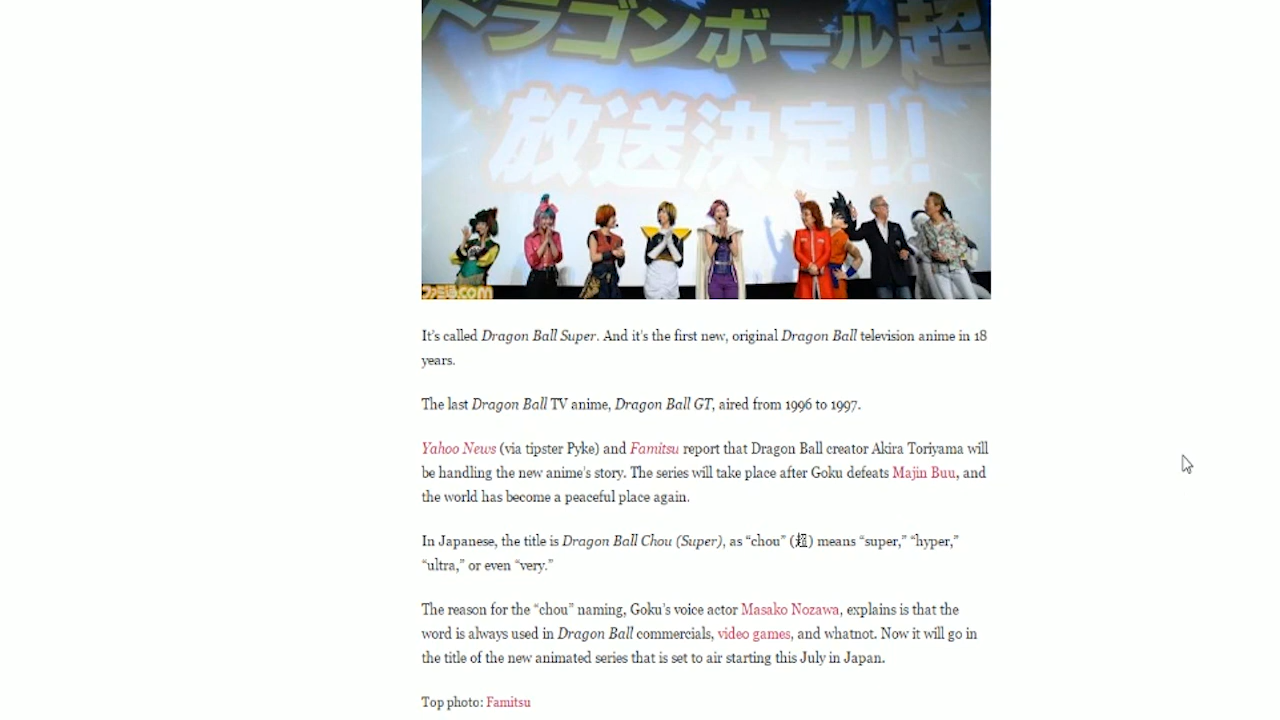 ドラゴンボール超
放送決定!!
ファミ通.com
It's called Dragon Ball Super. And it's the first new, original Dragon Ball television anime in 18
years.
The last Dragon Ball TV anime, Dragon Ball GT, aired from 1996 to 1997.
Yahoo News (via tipster Pyke) and Famitsu report that Dragon Ball creator Akira Toriyama will
be handling the new anime's story. The series will take place after Goku defeats Majin Buu, and
the world has become a peaceful place again.
In Japanese, the title is Dragon Ball Chou (Super), as “chou” (超) means “super,” “hyper,”
“ultra,” or even “very.”
The reason for the “chou” naming, Goku's voice actor Masako Nozawa, explains is that the
word is always used in Dragon Ball commercials, video games, and whatnot. Now it will go in
the title of the new animated series that is set to air starting this July in Japan.
Top photo: Famitsu